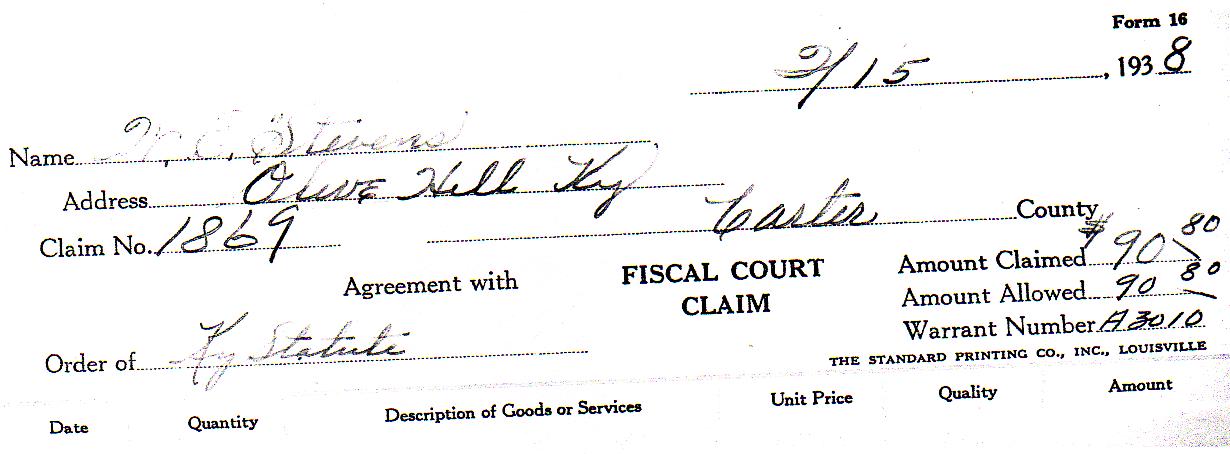 Form 16
2/15, 1938
Name W. E. Stevens
Address Olive Hill Ky
Claim No. 1869 Carter County
Agreement with FISCAL COURT CLAIM Amount Claimed $90 80
Amount Allowed 90 80
Warrant Number A3010
Order of Ky Statute
THE STANDARD PRINTING CO., INC., LOUISVILLE
Date Quantity Description of Goods or Services Unit Price Quality Amount